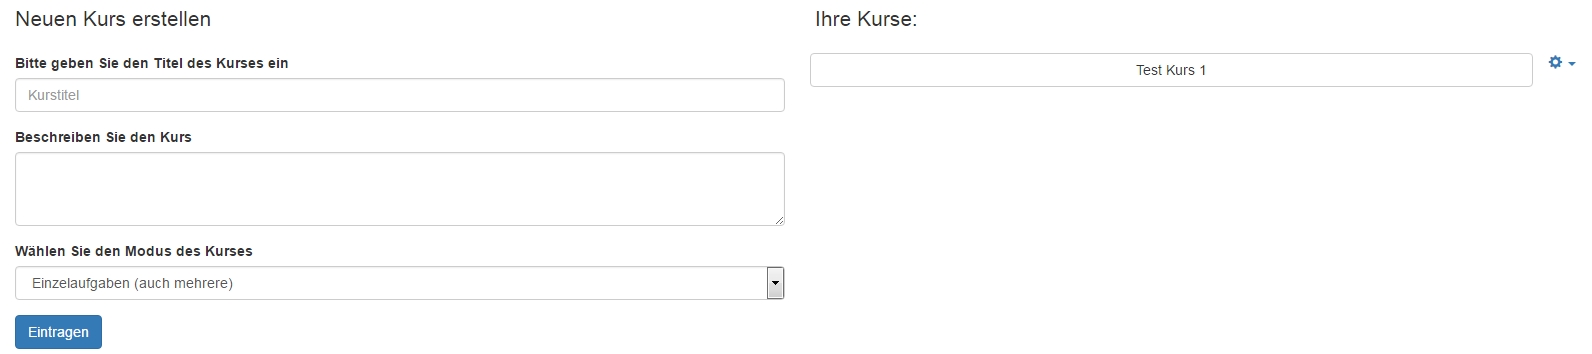 Neuen Kurs erstellen
Bitte geben Sie den Titel des Kurses ein
Kurstitel
Beschreiben Sie den Kurs
Wählen Sie den Modus des Kurses
Einzelaufgaben (auch mehrere)
Eintragen
Ihre Kurse:
Test Kurs 1